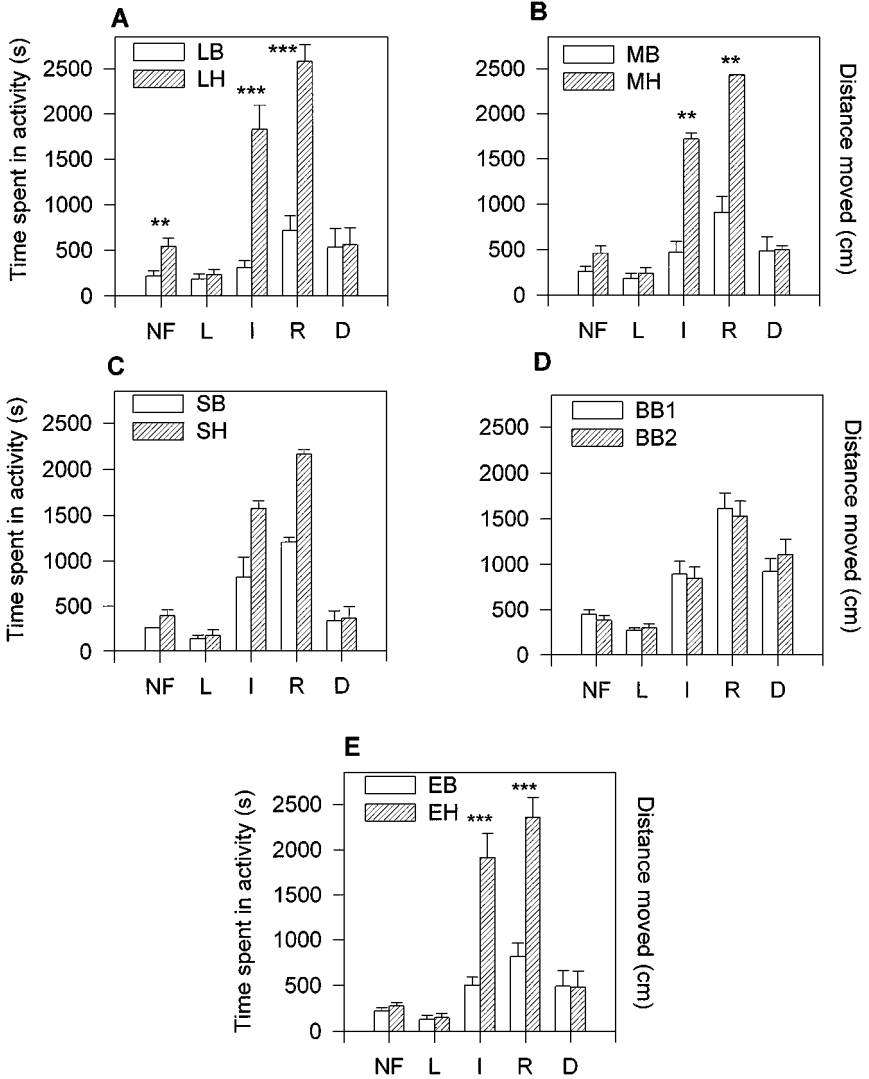 A
Time spent in activity (s)
LB
LH
2500
2000
1500
1000
500
0
**
***
***
NF L I R D
B
MB
MH
2500
2000
1500
1000
500
0
**
**
NF L I R D
Distance moved (cm)
C
Time spent in activity (s)
SB
SH
2500
2000
1500
1000
500
0
NF L I R D
D
BB1
BB2
2500
2000
1500
1000
500
0
NF L I R D
Distance moved (cm)
E
Time spent in activity (s)
EB
EH
2500
2000
1500
1000
500
0
***
***
NF L I R D
Distance moved (cm)